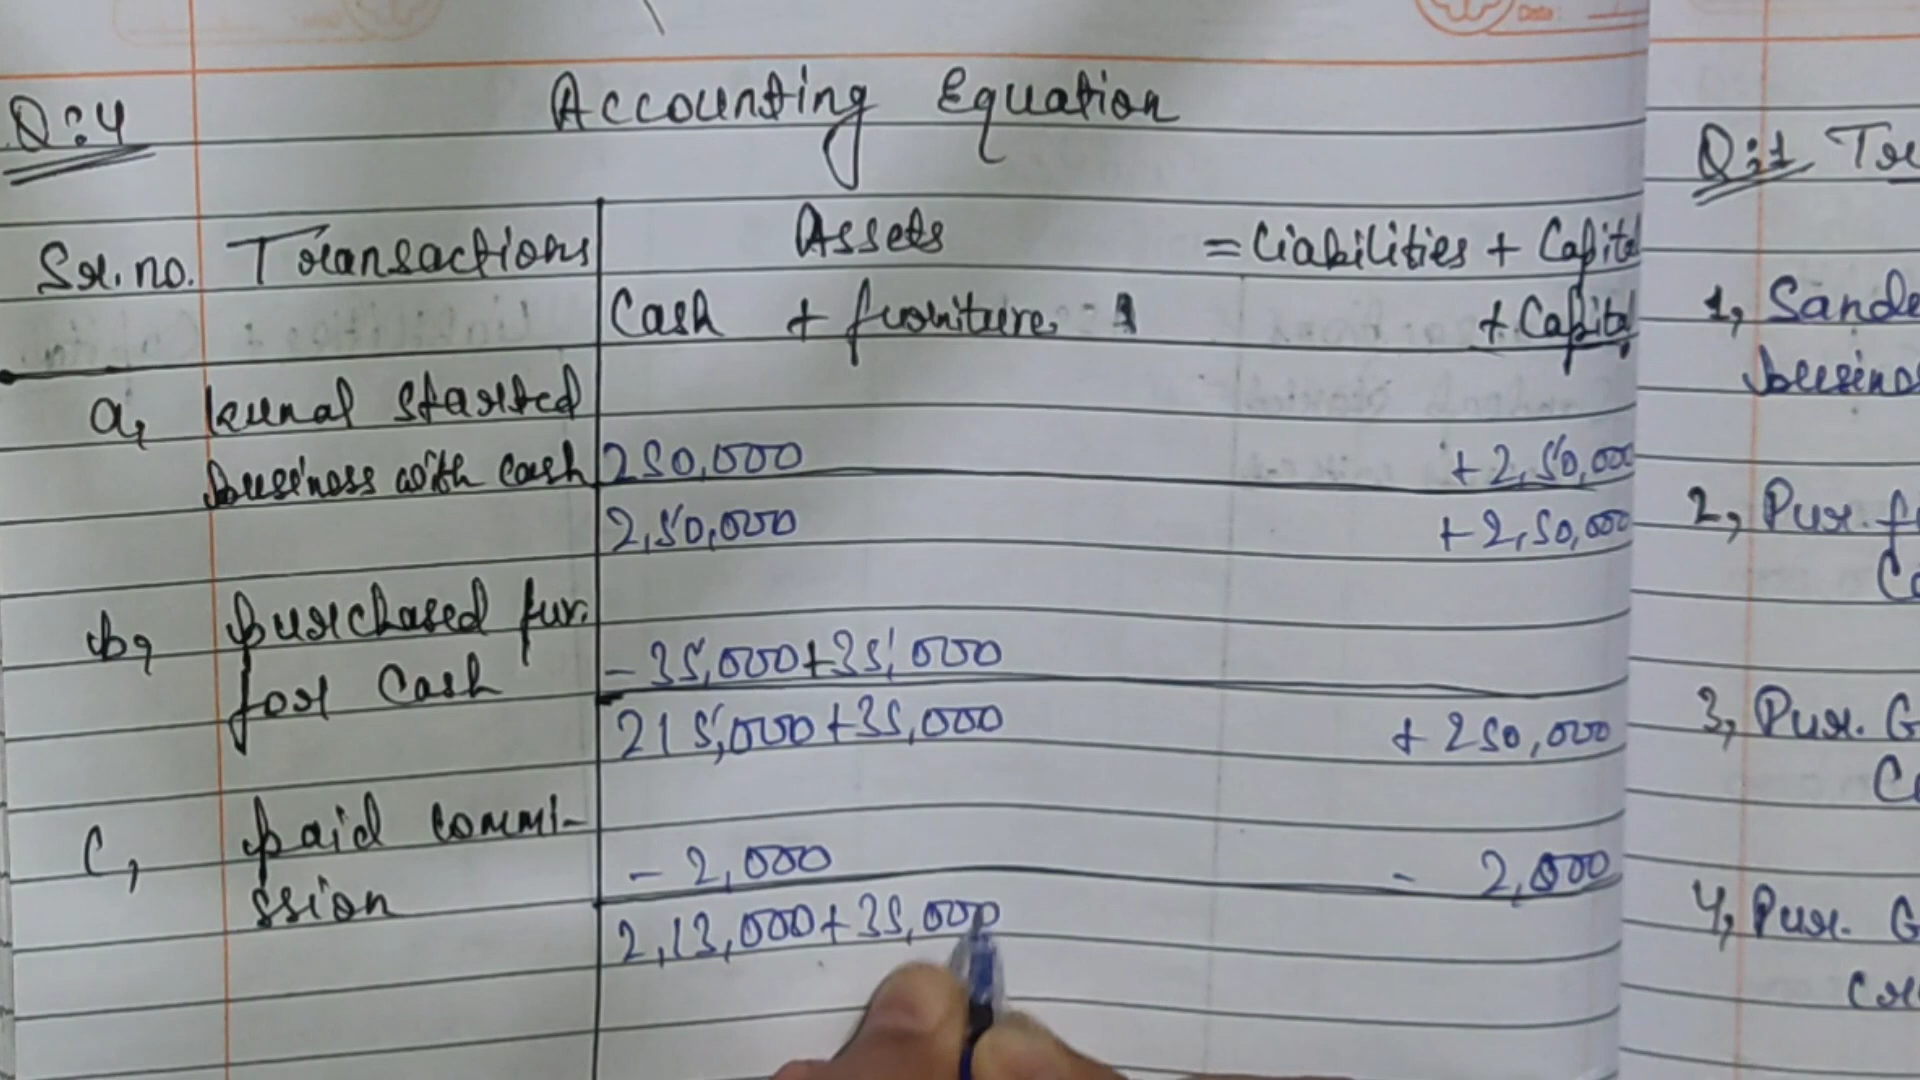 Date:
Q:4 Accounting Equation
Sr.no. Transactions Assets = Liabilities + Capital
Cash + furniture + Capital
a, kunal started
business with cash 250,000 + 2,50,000
2,50,000 + 2,50,000
b, purchased fur.
for Cash - 35,000+35,000
215,000+35,000 + 250,000
c, paid commi-
ssion - 2,000 - 2,000
2,13,000+35,000
Q:1
1,
2, Pur.
3, Pur. G
4, Pur. G